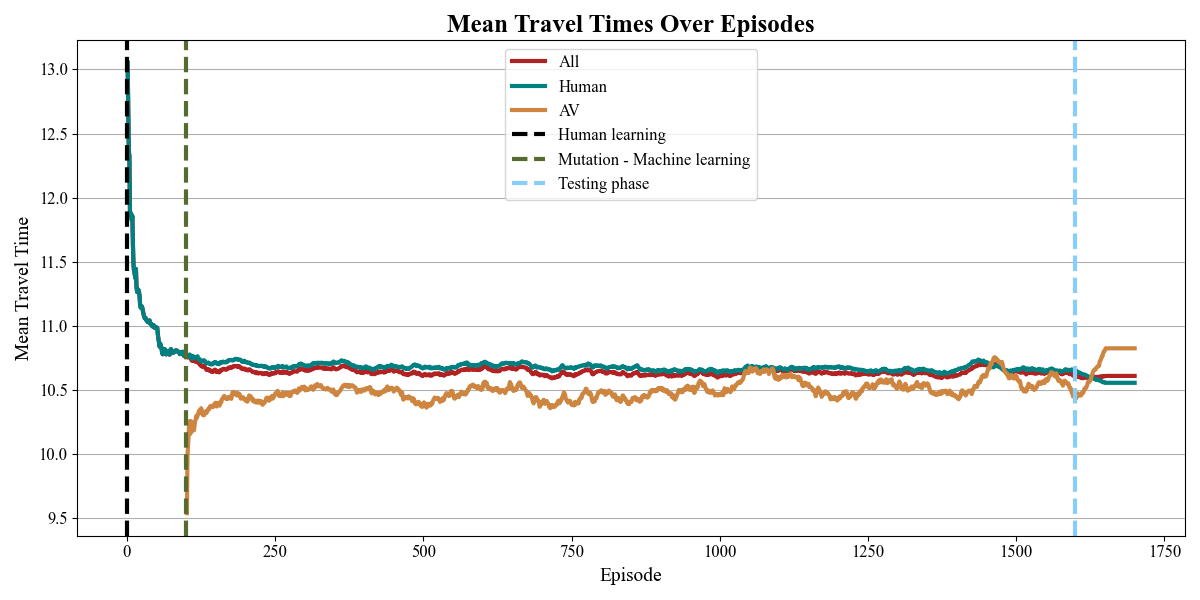 Mean Travel Times Over Episodes
All
Human
AV
Human learning
Mutation - Machine learning
Testing phase
Mean Travel Time
13.0
12.5
12.0
11.5
11.0
10.5
10.0
9.5
0
250
500
750
1000
1250
1500
1750
Episode